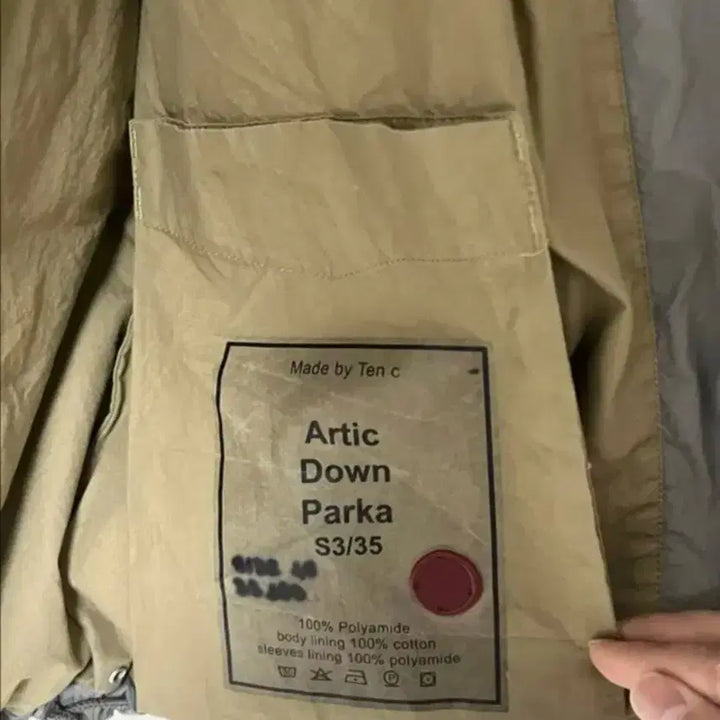 Made by Ten c
Artic
Down
Parka
S3/35
100% Polyamide
body lining 100% cotton
sleeves lining 100% polyamide